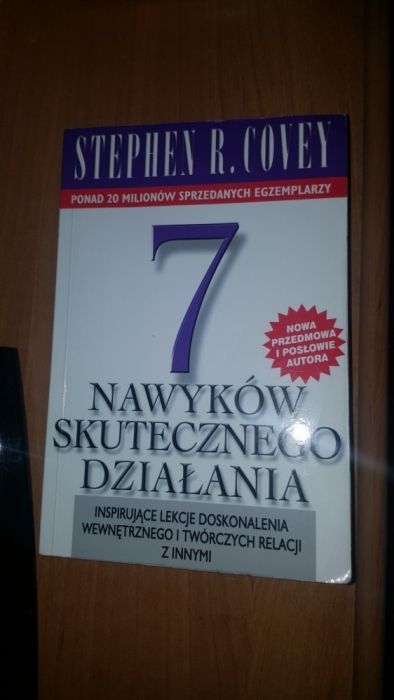 STEPHEN R. COVEY
PONAD 20 MILIONÓW SPRZEDANYCH EGZEMPLARZY
7
NOWA
PRZEDMOWA
I POSŁOWIE
AUTORA
NAWYKÓW
SKUTECZNEGO
DZIAŁANIA
INSPIRUJĄCE LEKCJE DOSKONALENIA
WEWNĘTRZNEGO I TWÓRCZYCH RELACJI
Z INNYMI